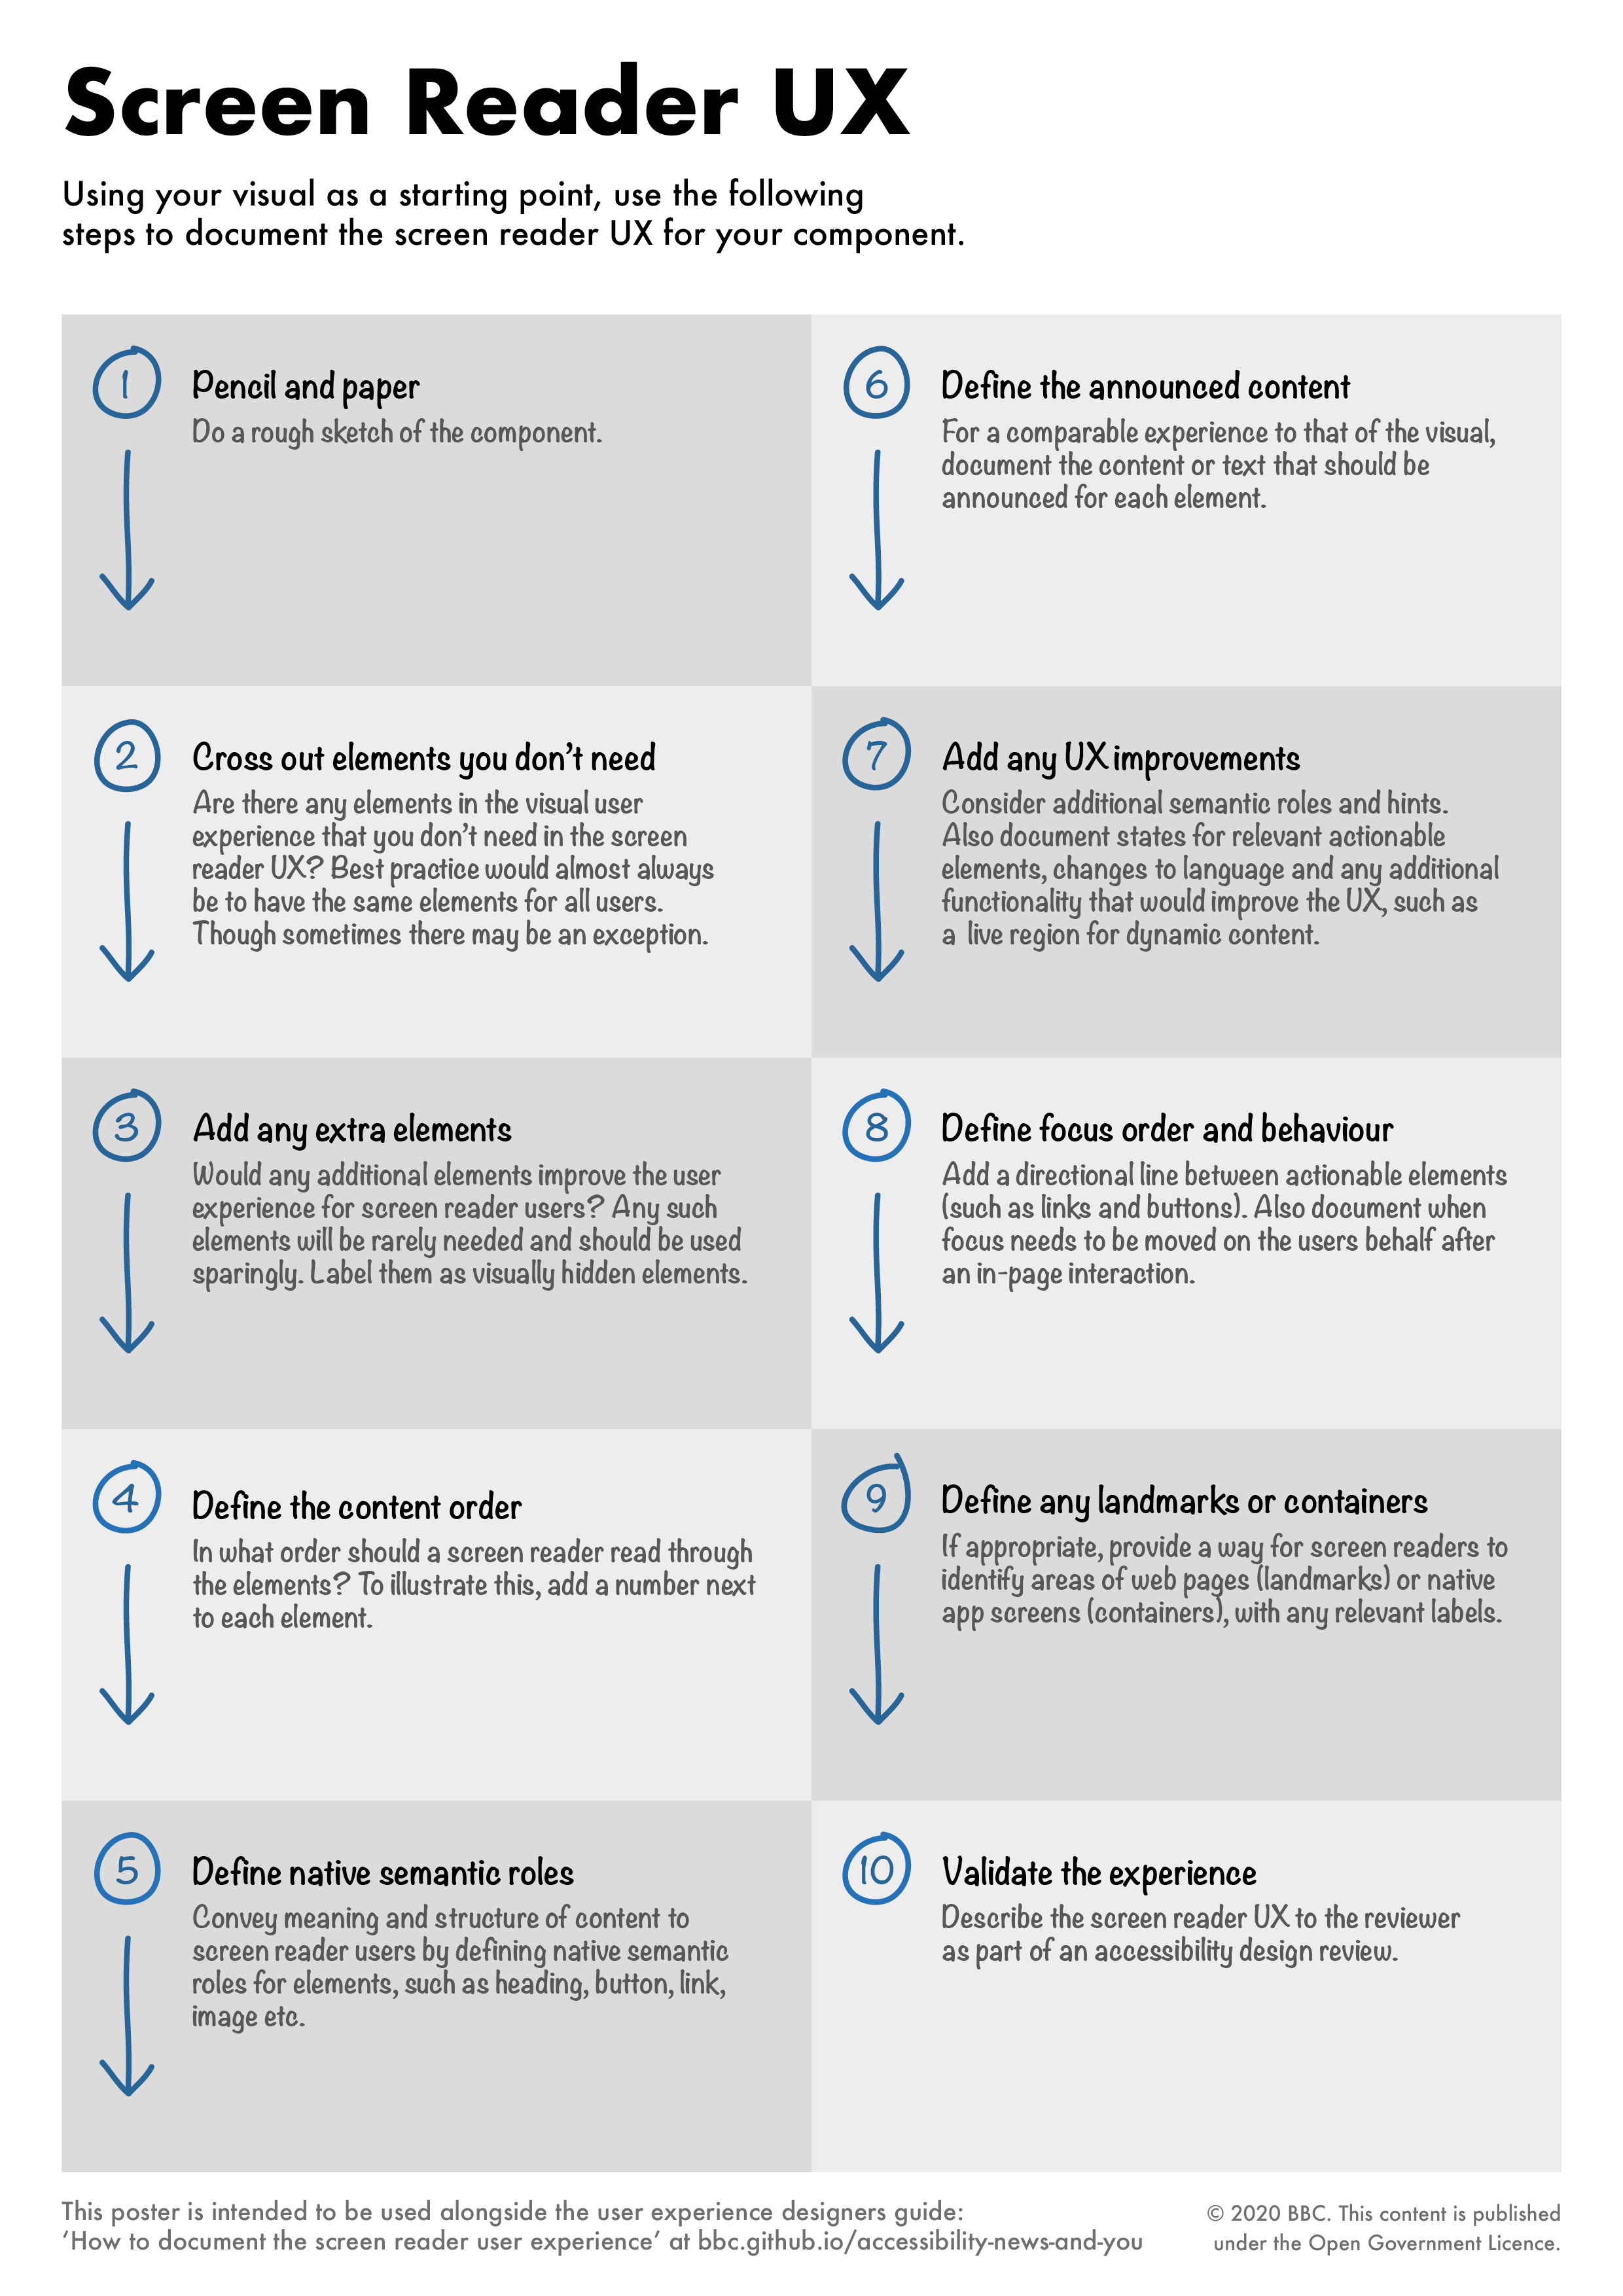 Screen Reader UX
Using your visual as a starting point, use the following
steps to document the screen reader UX for your component.
1
Pencil and paper
Do a rough sketch of the component.
2
Cross out elements you don’t need
Are there any elements in the visual user
experience that you don’t need in the screen
reader UX? Best practice would almost always
be to have the same elements for all users.
Though sometimes there may be an exception.
3
Add any extra elements
Would any additional elements improve the user
experience for screen reader users? Any such
elements will be rarely needed and should be used
sparingly. Label them as visually hidden elements.
4
Define the content order
In what order should a screen reader read through
the elements? To illustrate this, add a number next
to each element.
5
Define native semantic roles
Convey meaning and structure of content to
screen reader users by defining native semantic
roles for elements, such as heading, button, link,
image etc.
6
Define the announced content
For a comparable experience to that of the visual,
document the content or text that should be
announced for each element.
7
Add any UX improvements
Consider additional semantic roles and hints.
Also document states for relevant actionable
elements, changes to language and any additional
functionality that would improve the UX, such as
a live region for dynamic content.
8
Define focus order and behaviour
Add a directional line between actionable elements
(such as links and buttons). Also document when
focus needs to be moved on the users behalf after
an in-page interaction.
9
Define any landmarks or containers
If appropriate, provide a way for screen readers to
identify areas of web pages (landmarks) or native
app screens (containers), with any relevant labels.
10
Validate the experience
Describe the screen reader UX to the reviewer
as part of an accessibility design review.
This poster is intended to be used alongside the user experience designers guide:
‘How to document the screen reader user experience’ at bbc.github.io/accessibility-news-and-you
© 2020 BBC. This content is published
under the Open Government Licence.